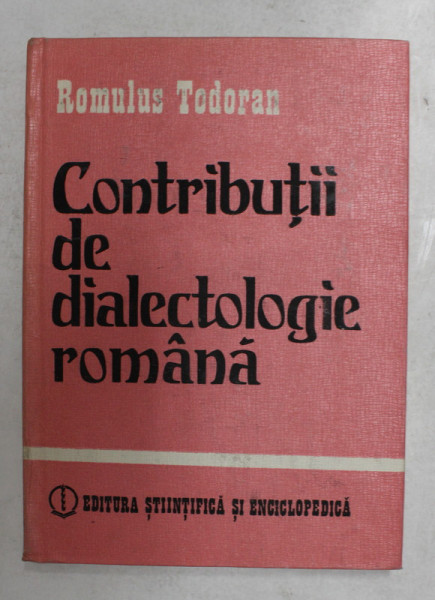 Romulus Todoran
Contribuții
de
dialectologie
română
EDITURA ȘTIINȚIFICĂ ȘI ENCICLOPEDICĂ